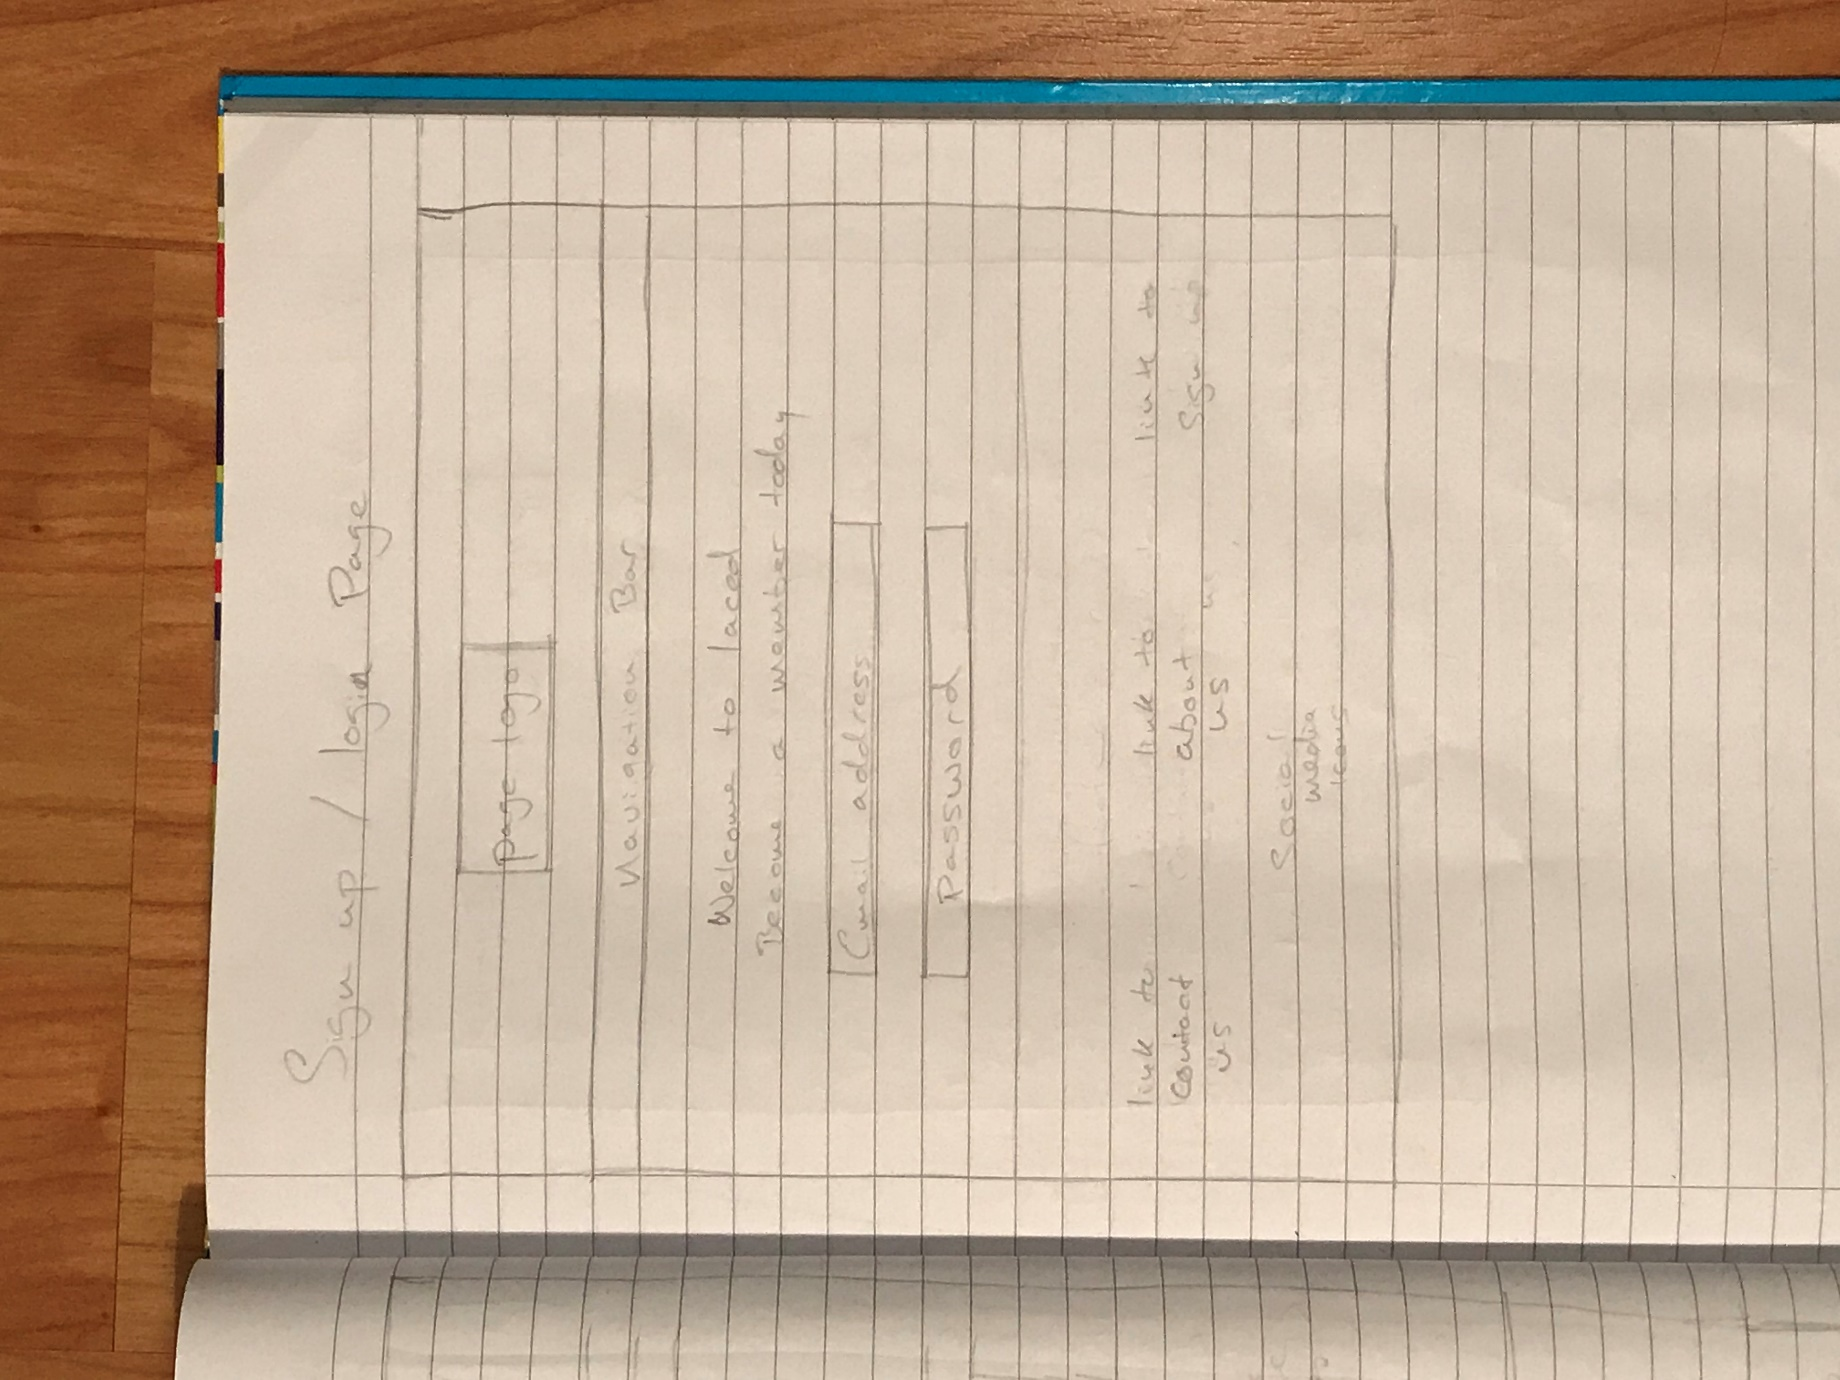 Sign up / login Page
page logo
Navigation Bar
Welcome to laced
Become a member today
Email address
Password
link to
contact
us
link to
about
us
link to
Sign up
Social
media
icons